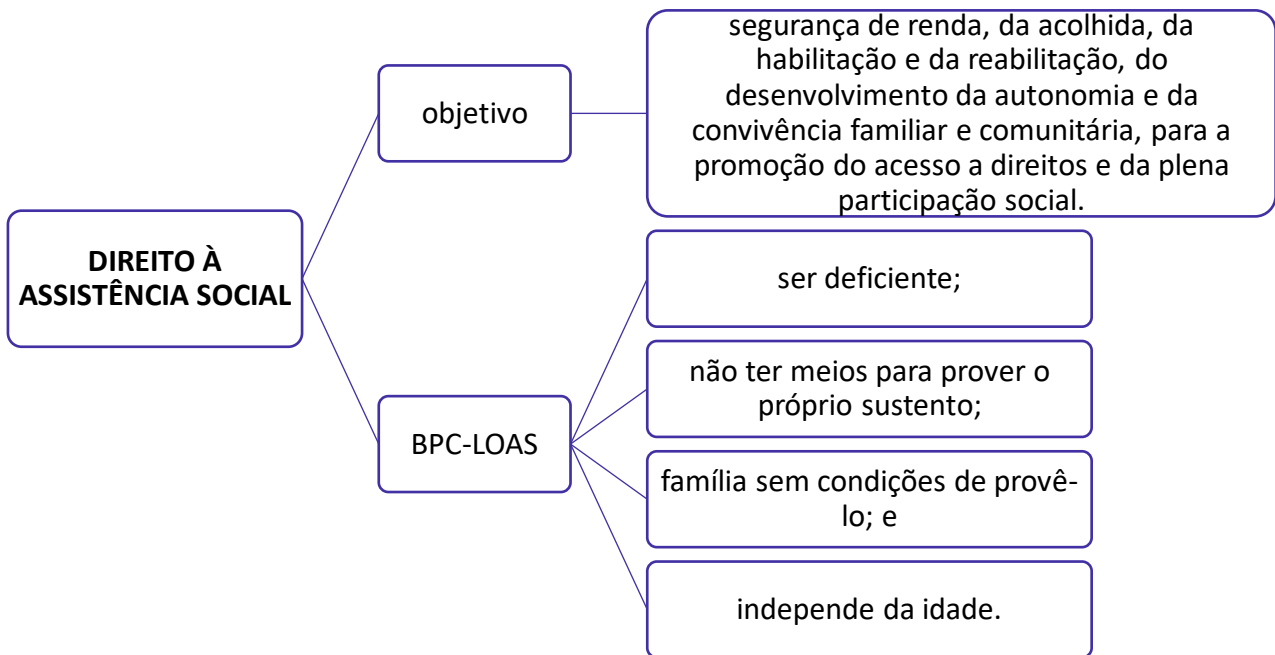 segurança de renda, da acolhida, da
habilitação e da reabilitação, do
desenvolvimento da autonomia e da
convivência familiar e comunitária, para a
promoção do acesso a direitos e da plena
participação social.
objetivo
DIREITO À
ASSISTÊNCIA SOCIAL
ser deficiente;
não ter meios para prover o
próprio sustento;
BPC-LOAS
família sem condições de provê-
lo; e
independe da idade.